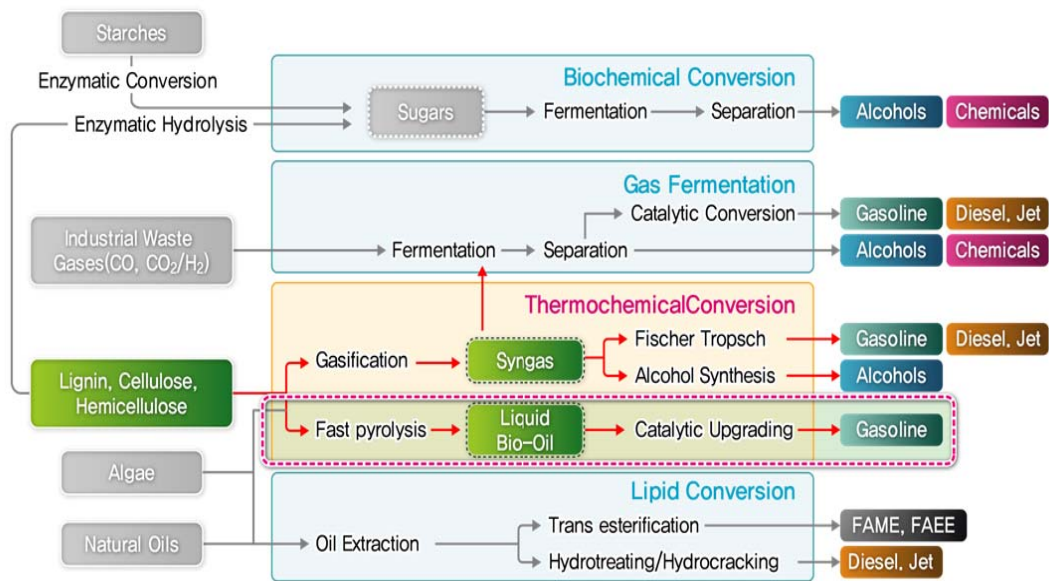 Starches
Enzymatic Conversion
Biochemical Conversion
Enzymatic Hydrolysis
Sugars
Fermentation
Separation
Alcohols
Chemicals
Gas Fermentation
Catalytic Conversion
Gasoline
Diesel, Jet
Industrial Waste
Gases(CO, CO₂/H₂)
Fermentation
Separation
Alcohols
Chemicals
ThermochemicalConversion
Gasification
Syngas
Fischer Tropsch
Gasoline
Diesel, Jet
Alcohol Synthesis
Alcohols
Lignin, Cellulose,
Hemicellulose
Fast pyrolysis
Liquid
Bio-Oil
Catalytic Upgrading
Gasoline
Algae
Lipid Conversion
Natural Oils
Oil Extraction
Trans esterification
FAME, FAEE
Hydrotreating/Hydrocracking
Diesel, Jet